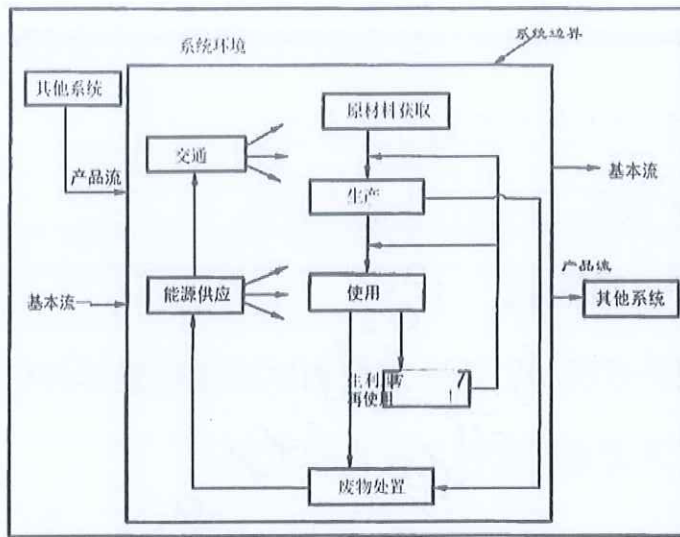 系统环境
系统边界
其他系统
原材料获取
交通
产品流
基本流
生产
产品流
能源供应
使用
基本流
其他系统
生利
再使用
废物处置